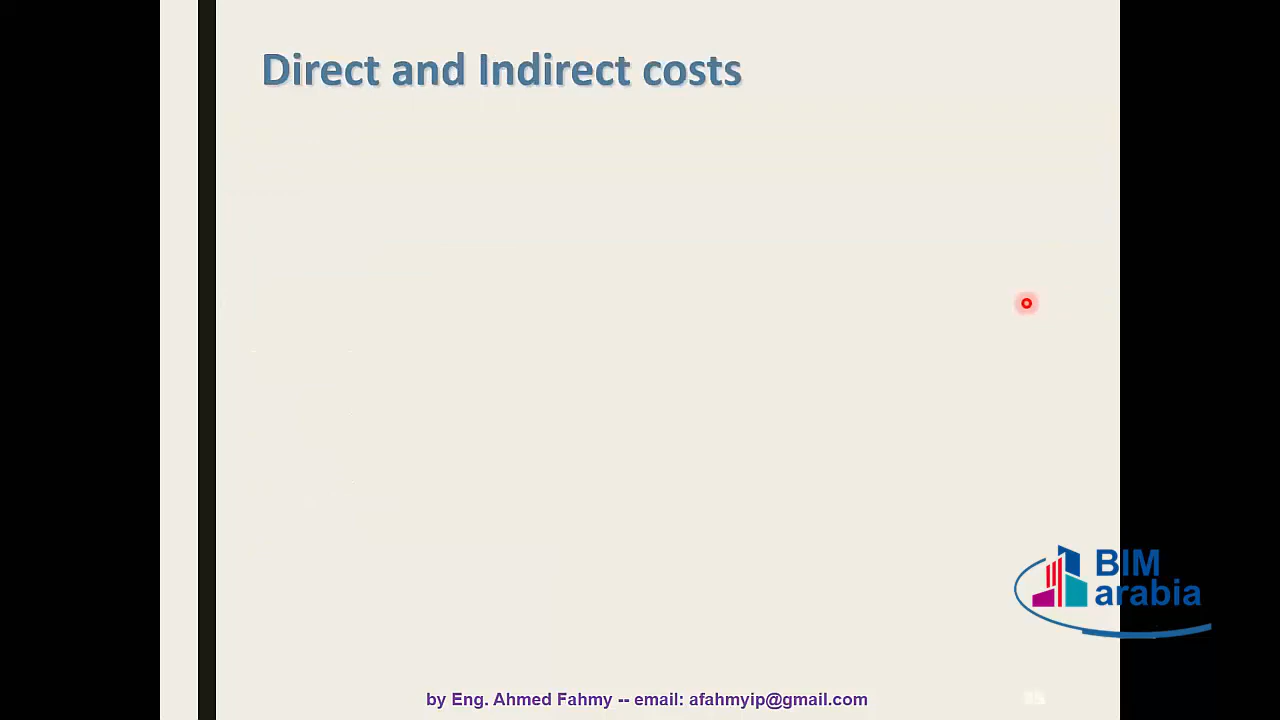 Direct and Indirect costs
BIM
arabia
by Eng. Ahmed Fahmy -- email: afahmyip@gmail.com